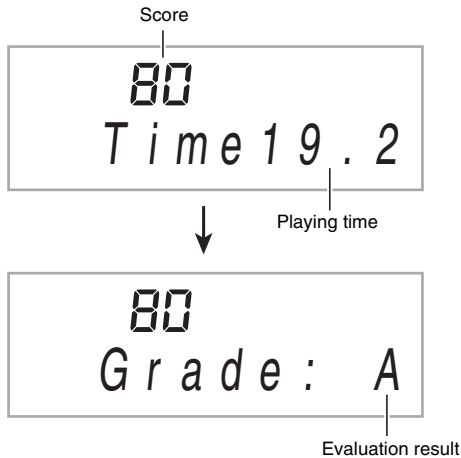 Score
80
Time19.2
Playing time
80
Grade: A
Evaluation result